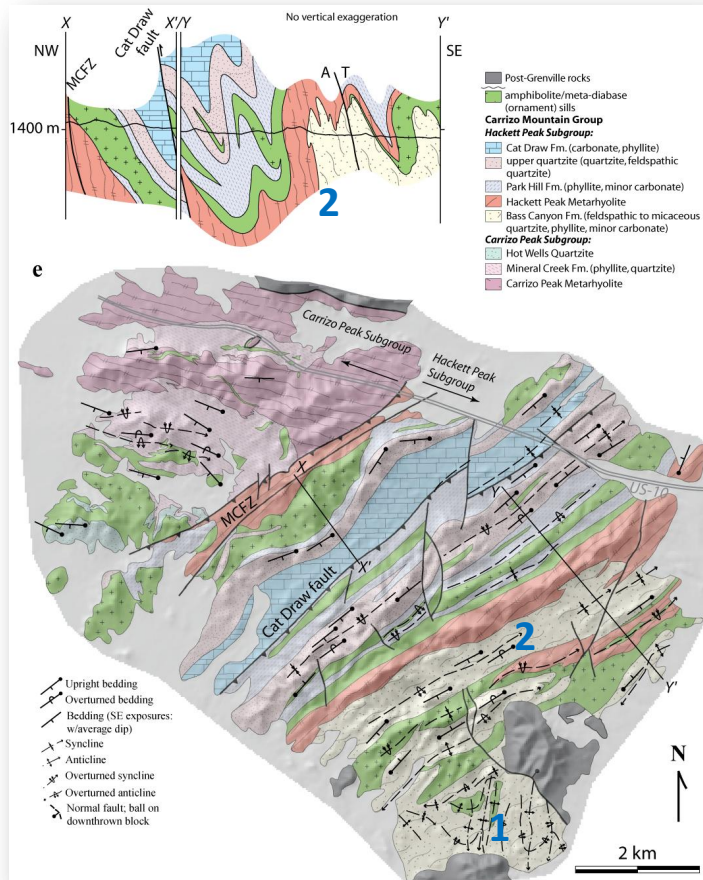 X
X'/Y
No vertical exaggeration
Y'
NW
Cat Draw
fault
SE
MCFZ
A T
1400 m
2
Post-Grenville rocks
amphibolite/meta-diabase
(ornament) sills
Carrizo Mountain Group
Hackett Peak Subgroup:
Cat Draw Fm. (carbonate, phyllite)
upper quartzite (quartzite, feldspathic
quartzite)
Park Hill Fm. (phyllite, minor carbonate)
Hackett Peak Metarhyolite
Bass Canyon Fm. (feldspathic to micaceous
quartzite, phyllite, minor carbonate)
Carrizo Peak Subgroup:
Hot Wells Quartzite
Mineral Creek Fm. (phyllite, quartzite)
Carrizo Peak Metarhyolite
e
Carrizo Peak Subgroup
Hackett Peak
Subgroup
X
MCFZ
X'
Y
US-10
Cat Draw fault
2
Y'
Upright bedding
Overturned bedding
Bedding (SE exposures:
w/average dip)
Syncline
Anticline
Overturned syncline
Overturned anticline
Normal fault; ball on
downthrown block
N
1
2 km